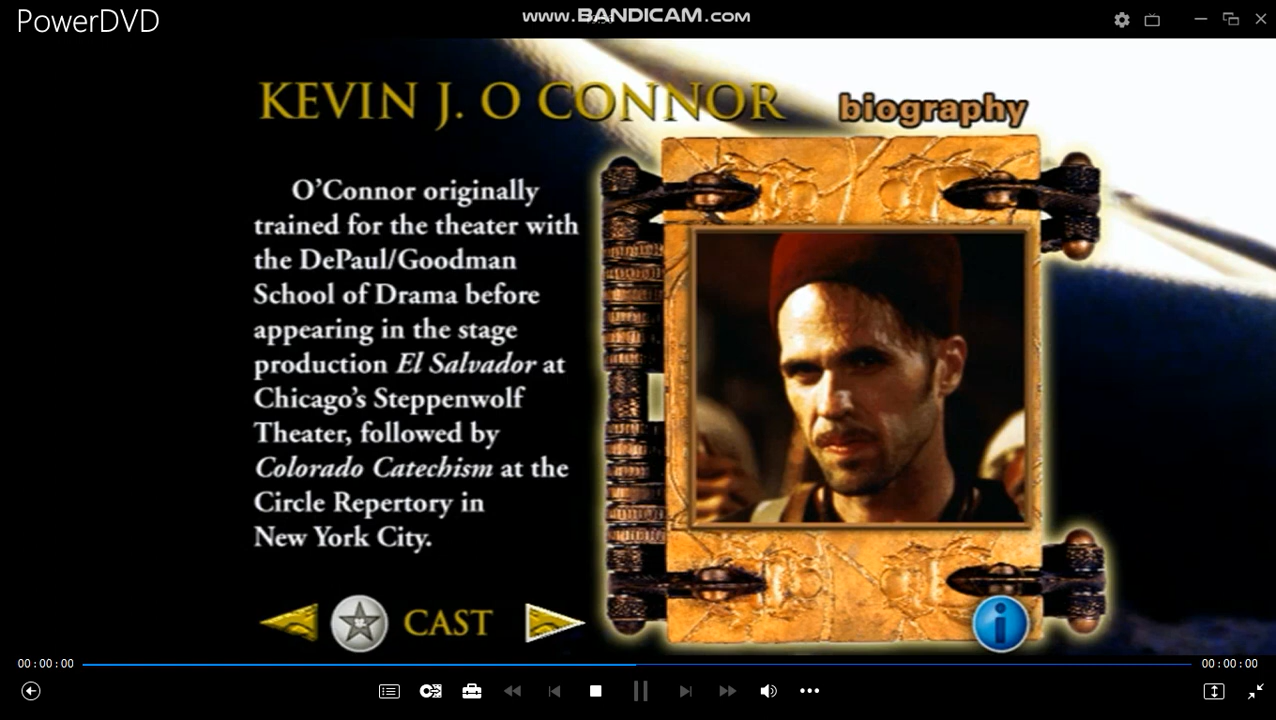 PowerDVD
www.BANDICAM.com
KEVIN J. O CONNOR
biography
O'Connor originally
trained for the theater with
the DePaul/Goodman
School of Drama before
appearing in the stage
production El Salvador at
Chicago's Steppenwolf
Theater, followed by
Colorado Catechism at the
Circle Repertory in
New York City.
CAST
i
00:00:00
00:00:00